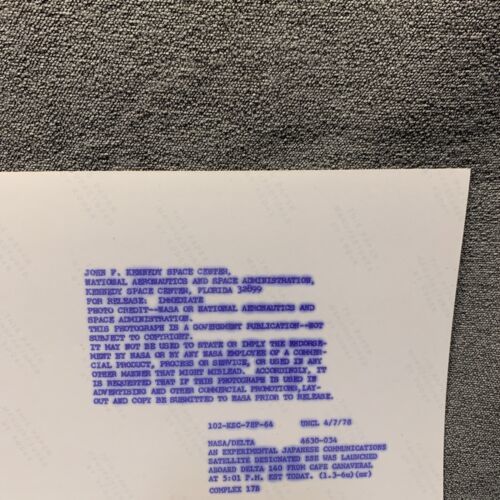 JOHN F. KENNEDY SPACE CENTER,
NATIONAL AERONAUTICS AND SPACE ADMINISTRATION,
KENNEDY SPACE CENTER, FLORIDA 32899
FOR RELEASE: IMMEDIATE
PHOTO CREDIT--NASA OR NATIONAL AERONAUTICS AND
SPACE ADMINISTRATION.
THIS PHOTOGRAPH IS A GOVERNMENT PUBLICATION--NOT
SUBJECT TO COPYRIGHT.
IT MAY NOT BE USED TO STATE OR IMPLY THE ENDORSE-
MENT BY NASA OR BY ANY NASA EMPLOYEE OF A COMMER-
CIAL PRODUCT, PROCESS OR SERVICE, OR USED IN ANY
OTHER MANNER THAT MIGHT MISLEAD. ACCORDINGLY, IT
IS REQUESTED THAT IF THIS PHOTOGRAPH IS USED IN
ADVERTISING AND OTHER COMMERCIAL PROMOTIONS, LAY-
OUT AND COPY BE SUBMITTED TO NASA PRIOR TO RELEASE.
102-KSC-78P-64 UNCL 4/7/78
NASA/DELTA 4630-034
AN EXPERIMENTAL JAPANESE COMMUNICATIONS
SATELLITE DESIGNATED BSE WAS LAUNCHED
ABOARD DELTA 140 FROM CAPE CANAVERAL
AT 5:01 P.M. EST TODAY. (1.3-6u)(mr)
COMPLEX 17B